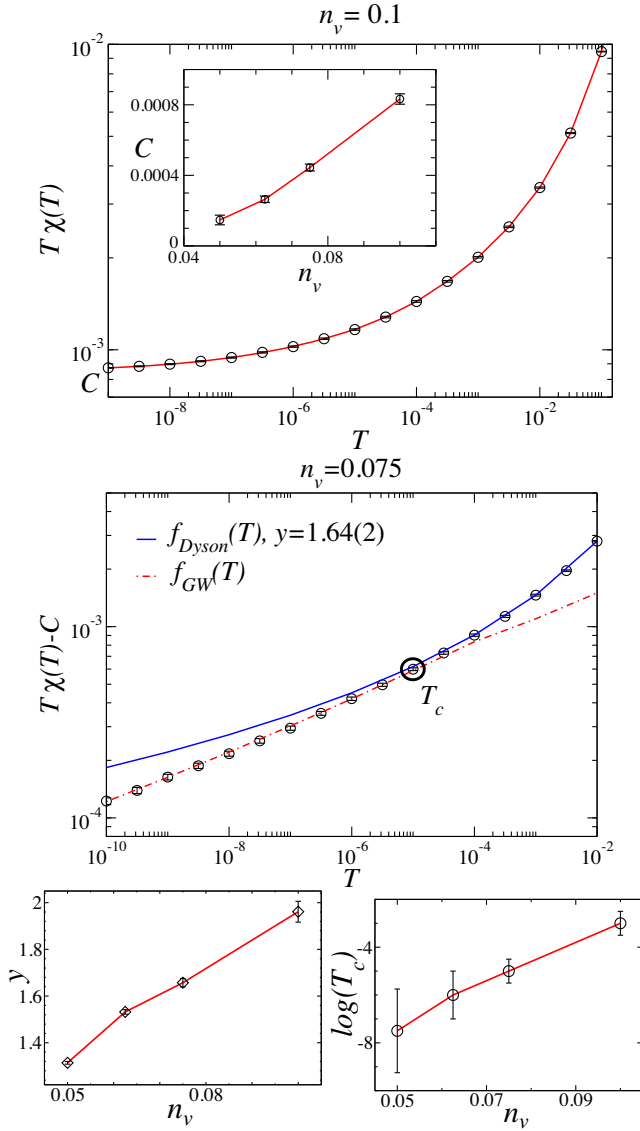 n_v = 0.1
10^-2
0.0008
C
0.0004
0
0.04
0.08
n_v
T χ(T)
10^-3
C
10^-8
10^-6
10^-4
10^-2
T
n_v=0.075
f_Dyson(T), y=1.64(2)
f_GW(T)
10^-3
T χ(T)-C
T_c
10^-4
10^-10
10^-8
10^-6
10^-4
10^-2
T
2
1.8
y
1.6
1.4
0.05
0.08
n_v
-4
log(T_c)
-8
0.05
0.07
0.09
n_v